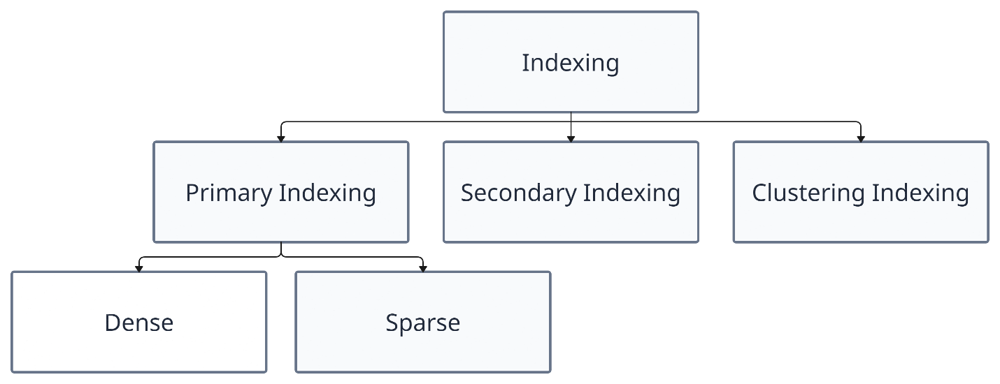 Indexing
Primary Indexing
Secondary Indexing
Clustering Indexing
Dense
Sparse